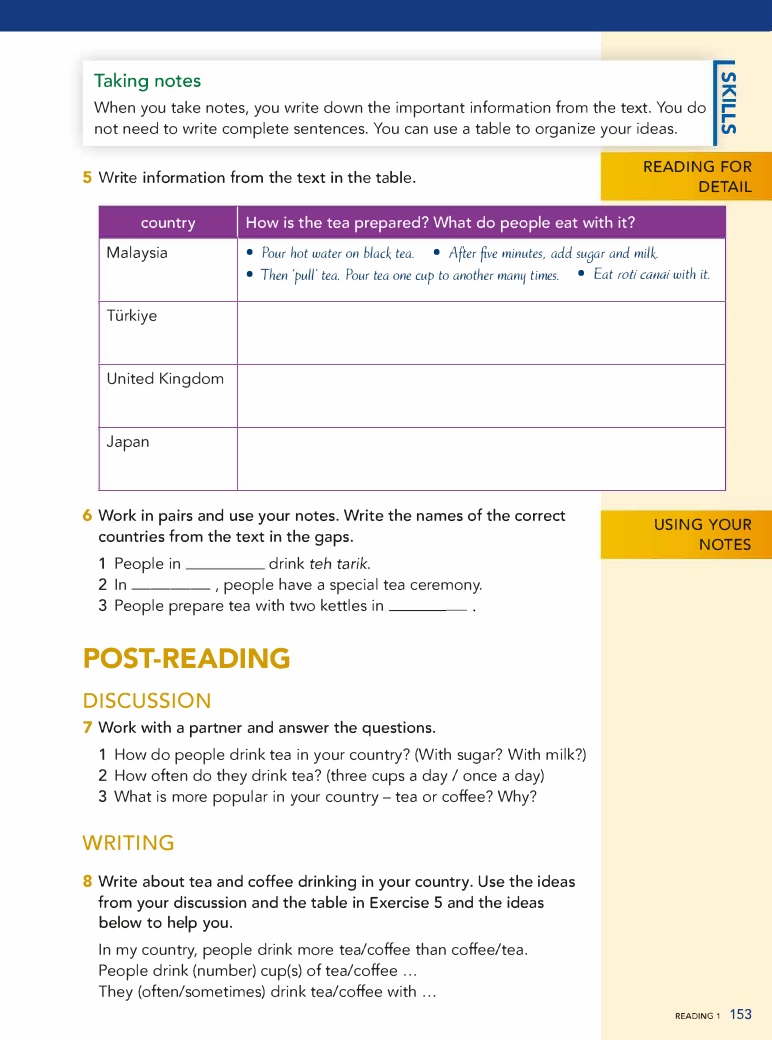 Taking notes
When you take notes, you write down the important information from the text. You do
not need to write complete sentences. You can use a table to organize your ideas.
SKILLS
READING FOR
DETAIL
5 Write information from the text in the table.
country How is the tea prepared? What do people eat with it?
Malaysia • Pour hot water on black tea. • After five minutes, add sugar and milk.
• Then 'pull' tea. Pour tea one cup to another many times. • Eat roti canai with it.
Türkiye
United Kingdom
Japan
6 Work in pairs and use your notes. Write the names of the correct
countries from the text in the gaps.
USING YOUR
NOTES
1 People in __________ drink teh tarik.
2 In __________ , people have a special tea ceremony.
3 People prepare tea with two kettles in __________ .
POST-READING
DISCUSSION
7 Work with a partner and answer the questions.
1 How do people drink tea in your country? (With sugar? With milk?)
2 How often do they drink tea? (three cups a day / once a day)
3 What is more popular in your country – tea or coffee? Why?
WRITING
8 Write about tea and coffee drinking in your country. Use the ideas
from your discussion and the table in Exercise 5 and the ideas
below to help you.
In my country, people drink more tea/coffee than coffee/tea.
People drink (number) cup(s) of tea/coffee …
They (often/sometimes) drink tea/coffee with …
READING 1 153